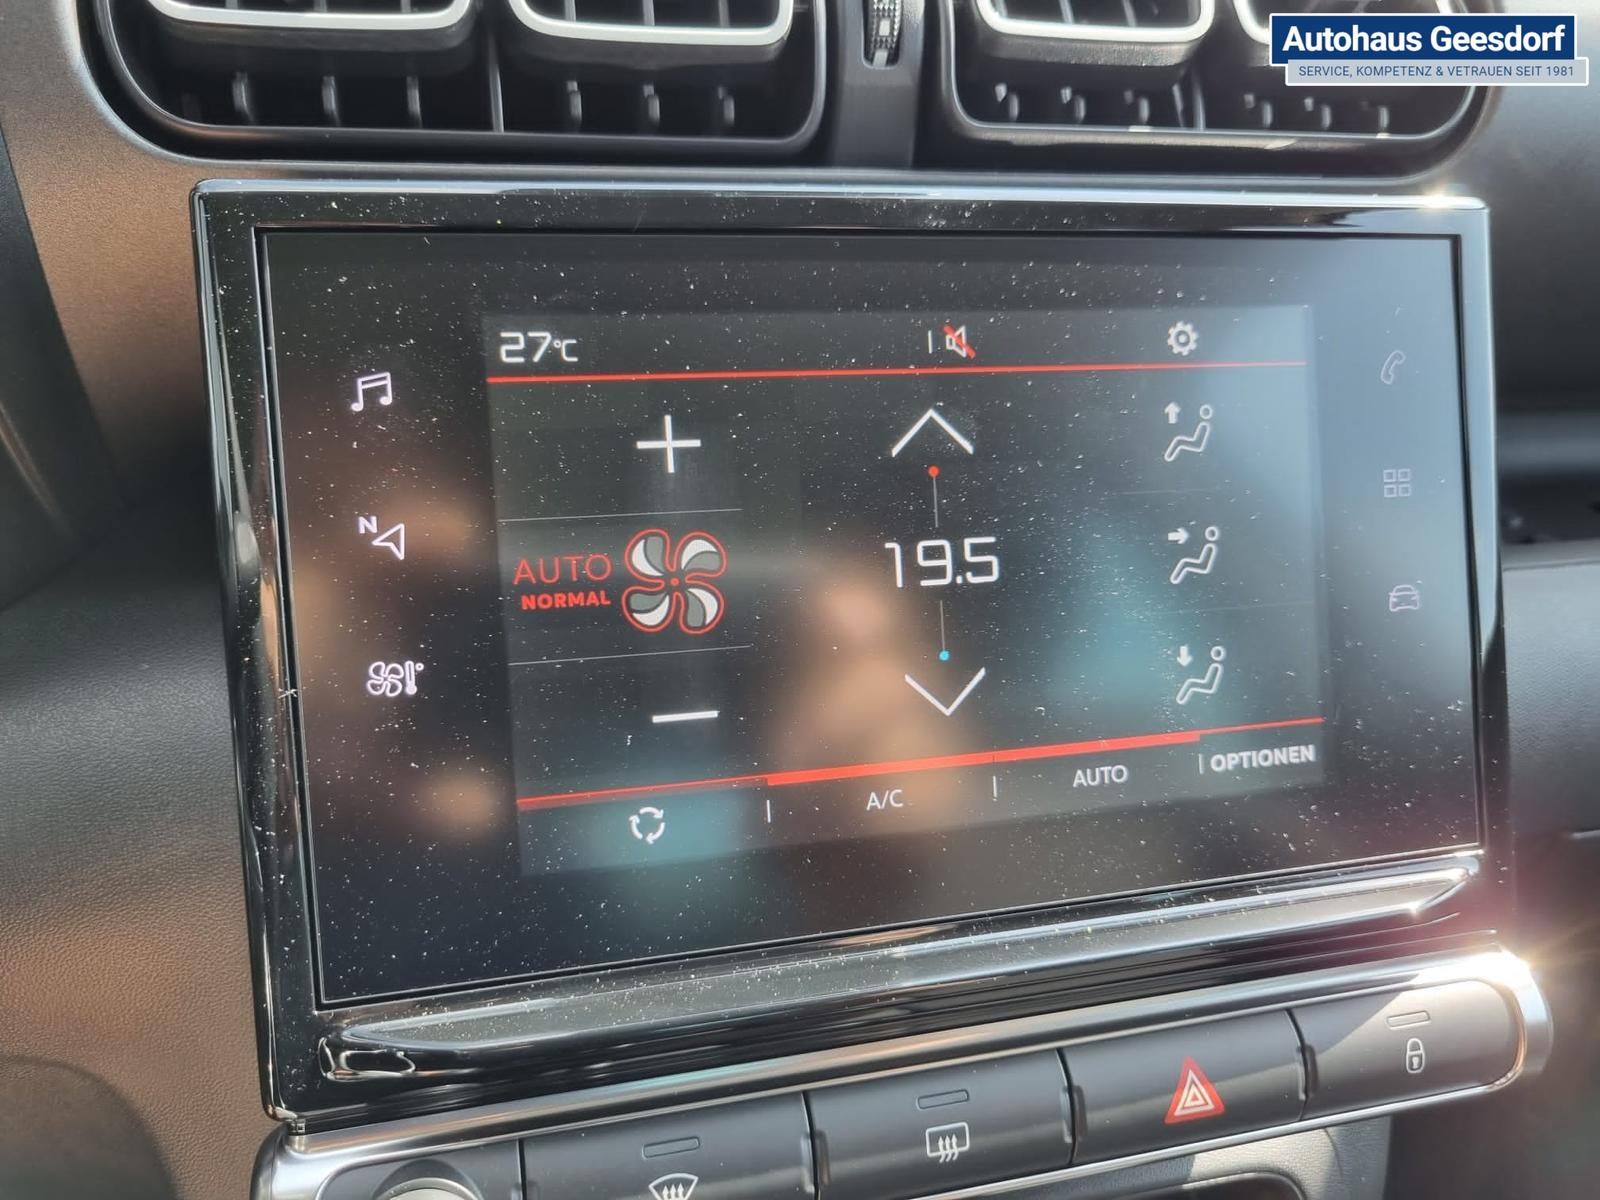 Autohaus Geesdorf
SERVICE, KOMPETENZ & VETRAUEN SEIT 1981
27°C
N
AUTO
NORMAL
19.5
A/C
AUTO
OPTIONEN